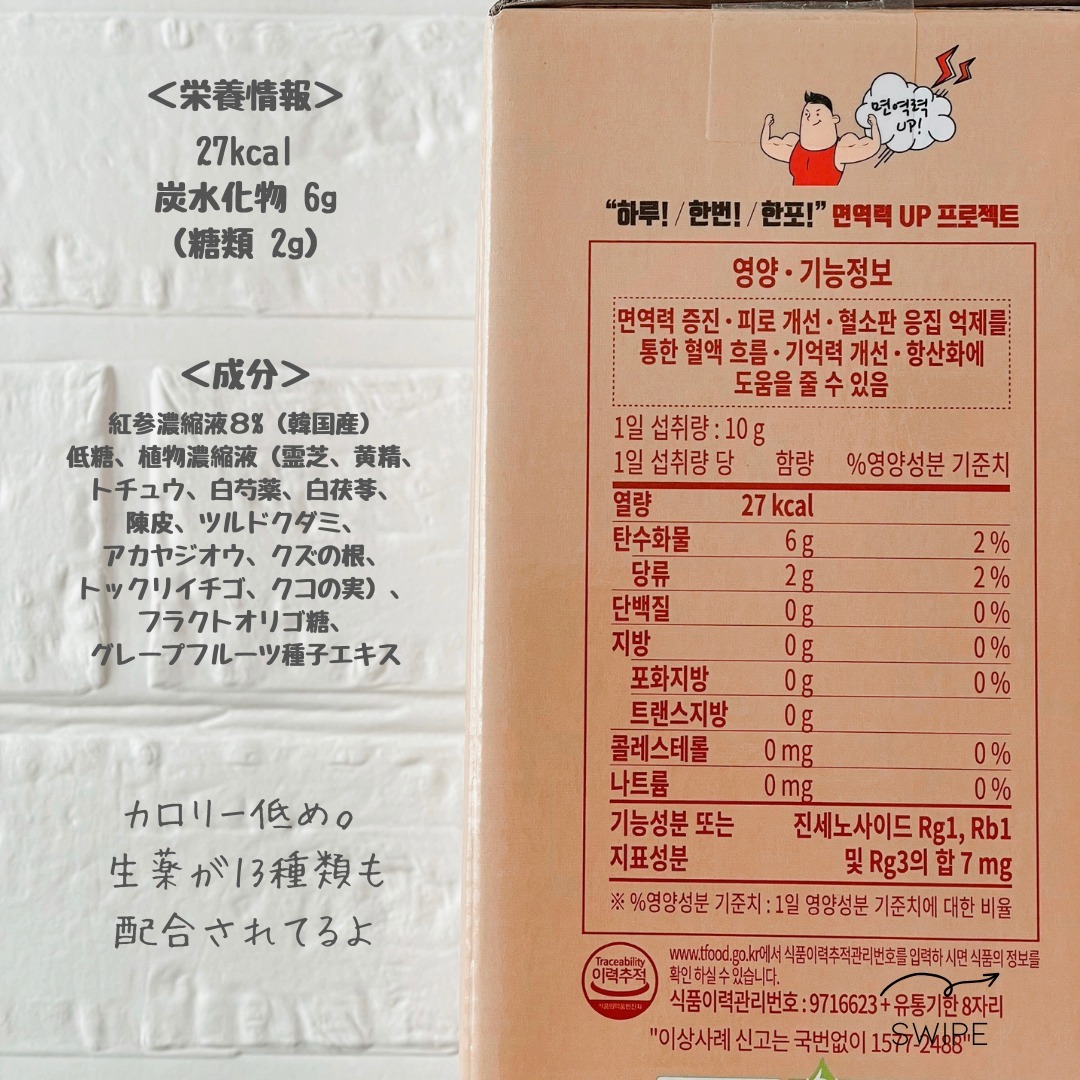 ＜栄養情報＞
27kcal
炭水化物 6g
（糖類 2g）
＜成分＞
紅参濃縮液8%（韓国産）
低糖、植物濃縮液（霊芝、黄精、
トチュウ、白芍薬、白茯苓、
陳皮、ツルドクダミ、
アカヤジオウ、クズの根、
トックリイチゴ、クコの実）、
フラクトオリゴ糖、
グレープフルーツ種子エキス
カロリー低め。
生薬が13種類も
配合されてるよ
면역력
UP!
“하루! / 한번! / 한포!” 면역력 UP 프로젝트
영양・기능정보
면역력 증진・피로 개선・혈소판 응집 억제를
통한 혈액 흐름・기억력 개선・항산화에
도움을 줄 수 있음
1일 섭취량 : 10 g
1일 섭취량 당 함량 %영양성분 기준치
열량 27 kcal
탄수화물 6 g 2 %
당류 2 g 2 %
단백질 0 g 0 %
지방 0 g 0 %
포화지방 0 g 0 %
트랜스지방 0 g
콜레스테롤 0 mg 0 %
나트륨 0 mg 0 %
기능성분 또는 진세노사이드 Rg1, Rb1
지표성분 및 Rg3의 합 7 mg
※ %영양성분 기준치 : 1일 영양성분 기준치에 대한 비율
Traceability
이력추적
식품의약품안전처
www.tfood.go.kr에서 식품이력추적관리번호를 입력하 시면 식품의 정보를
확인 하실 수 있습니다.
식품이력관리번호 : 9716623 + 유통기한 8자리
"이상사례 신고는 국번없이 1577-2488"
SWIPE